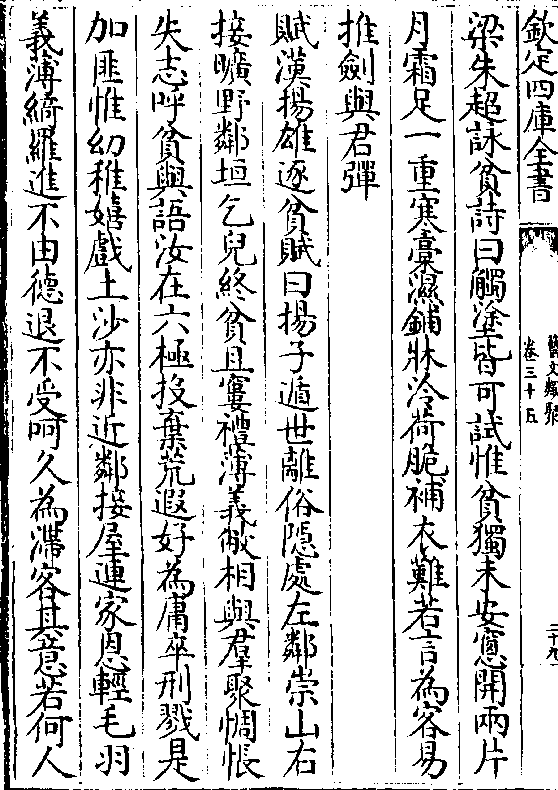 欽定四庫全書
藝文類聚
卷三十五
二十九
梁朱超詠貧詩曰觸塗皆可試惟貧獨未安窻開兩片
月霜足一重寒藁濕鋪牀冷荷脆補衣難若言為容易
推劍與君彈
賦漢揚雄逐貧賦曰揚子遁世離俗隱處左鄰崇山右
接曠野鄰垣乞兒終貧且寠禮薄義㢢相與羣聚惆悵
失志呼貧與語汝在六極投棄荒遐好為庸卒刑戮是
加匪惟幼稚嬉戲土沙亦非近鄰接屋連家恩輕毛羽
義薄綺羅進不由德退不受呵久為滯客其意若何人